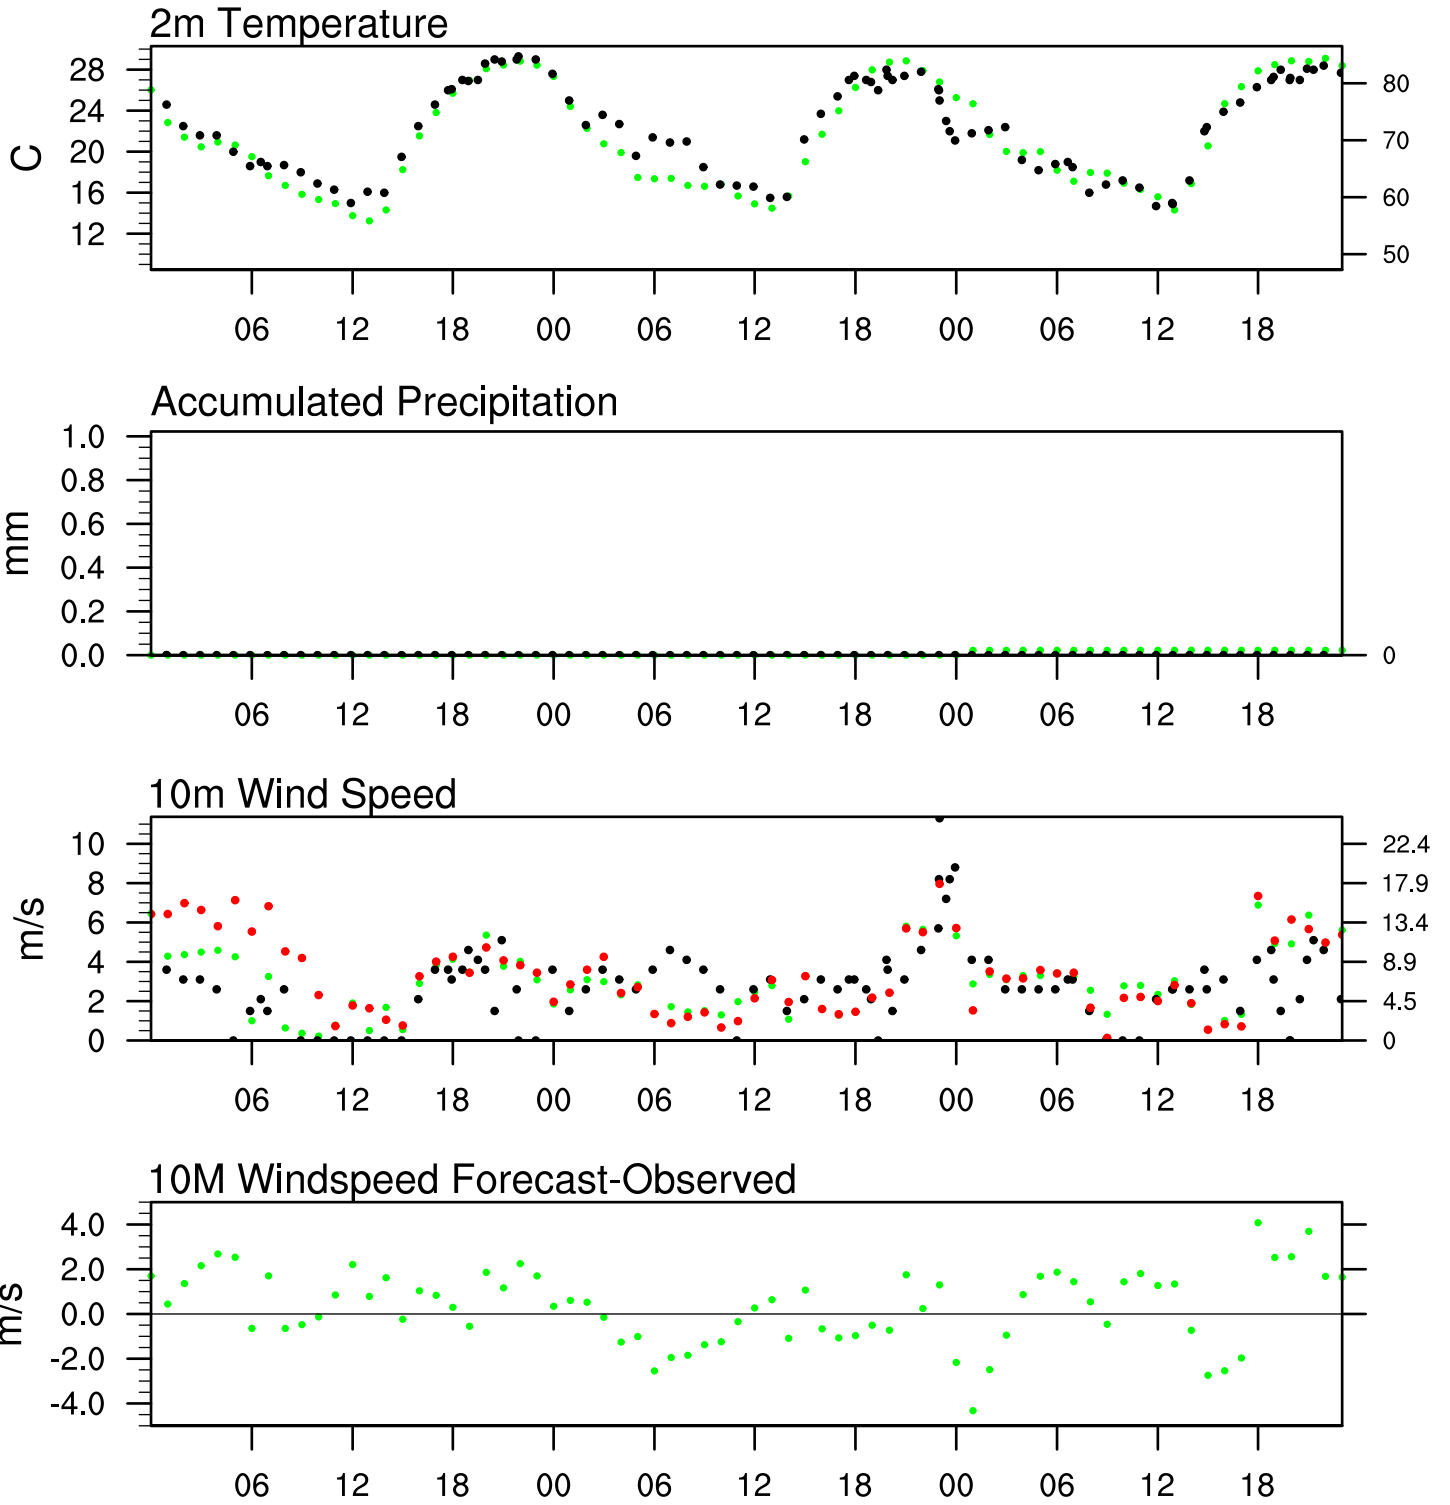 2m Temperature
C
28
24
20
16
12
80
70
60
50
06 12 18 00 06 12 18 00 06 12 18
Accumulated Precipitation
mm
1.0
0.8
0.6
0.4
0.2
0.0
0
06 12 18 00 06 12 18 00 06 12 18
10m Wind Speed
m/s
10
8
6
4
2
0
22.4
17.9
13.4
8.9
4.5
0
06 12 18 00 06 12 18 00 06 12 18
10M Windspeed Forecast-Observed
m/s
4.0
2.0
0.0
-2.0
-4.0
06 12 18 00 06 12 18 00 06 12 18